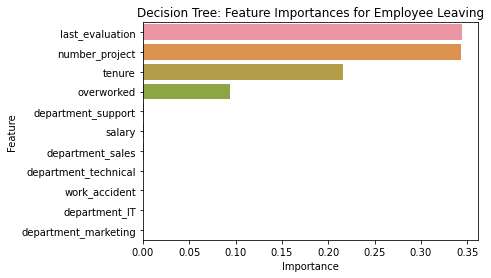 Decision Tree: Feature Importances for Employee Leaving
last_evaluation
number_project
tenure
overworked
department_support
salary
department_sales
department_technical
work_accident
department_IT
department_marketing
Feature
0.00 0.05 0.10 0.15 0.20 0.25 0.30 0.35
Importance